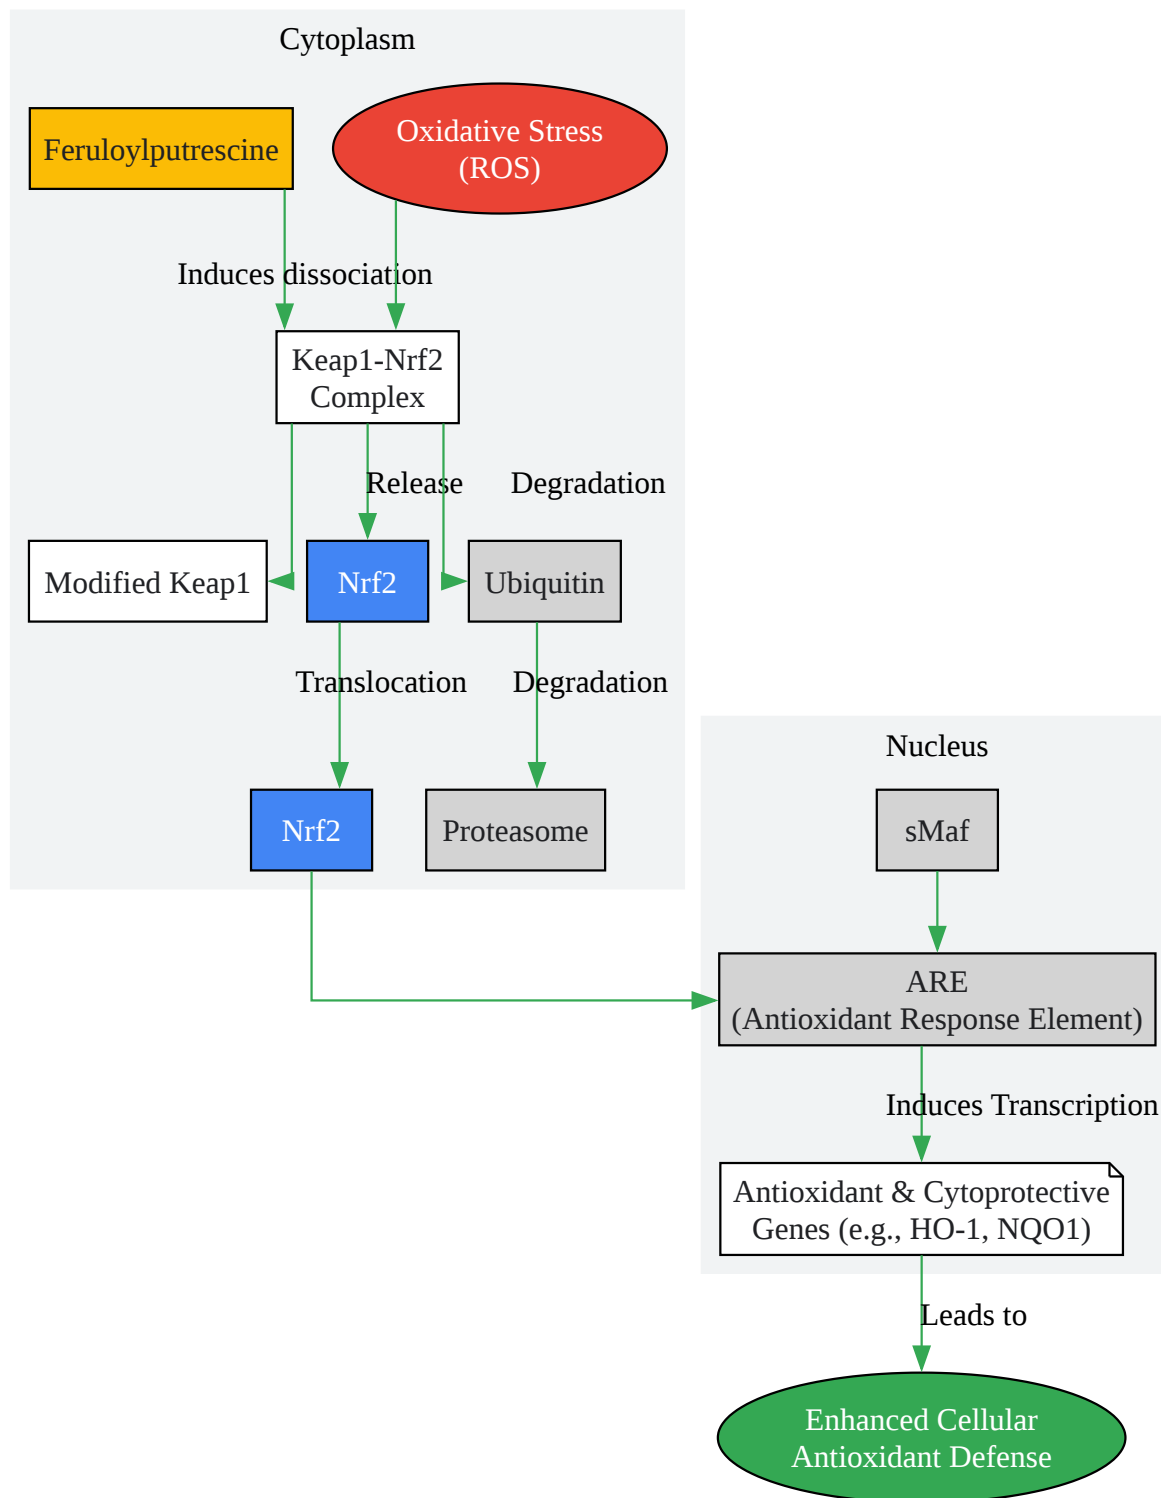 Cytoplasm
Feruloylputrescine
Oxidative Stress
(ROS)
Induces dissociation
Keap1-Nrf2
Complex
Release
Degradation
Modified Keap1
Nrf2
Ubiquitin
Translocation
Degradation
Nrf2
Proteasome
Nucleus
sMaf
ARE
(Antioxidant Response Element)
Induces Transcription
Antioxidant & Cytoprotective
Genes (e.g., HO-1, NQO1)
Leads to
Enhanced Cellular
Antioxidant Defense